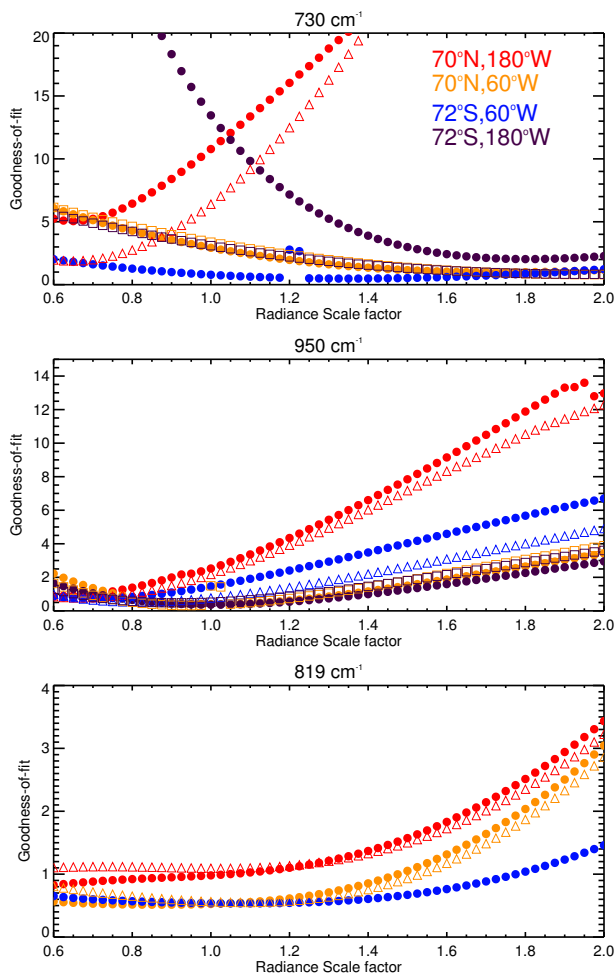 730 cm⁻¹
20
15
10
5
0
Goodness-of-fit
70°N,180°W
70°N,60°W
72°S,60°W
72°S,180°W
0.6 0.8 1.0 1.2 1.4 1.6 1.8 2.0
Radiance Scale factor
950 cm⁻¹
14
12
10
8
6
4
2
0
Goodness-of-fit
0.6 0.8 1.0 1.2 1.4 1.6 1.8 2.0
Radiance Scale factor
819 cm⁻¹
4
3
2
1
0
Goodness-of-fit
0.6 0.8 1.0 1.2 1.4 1.6 1.8 2.0
Radiance Scale factor